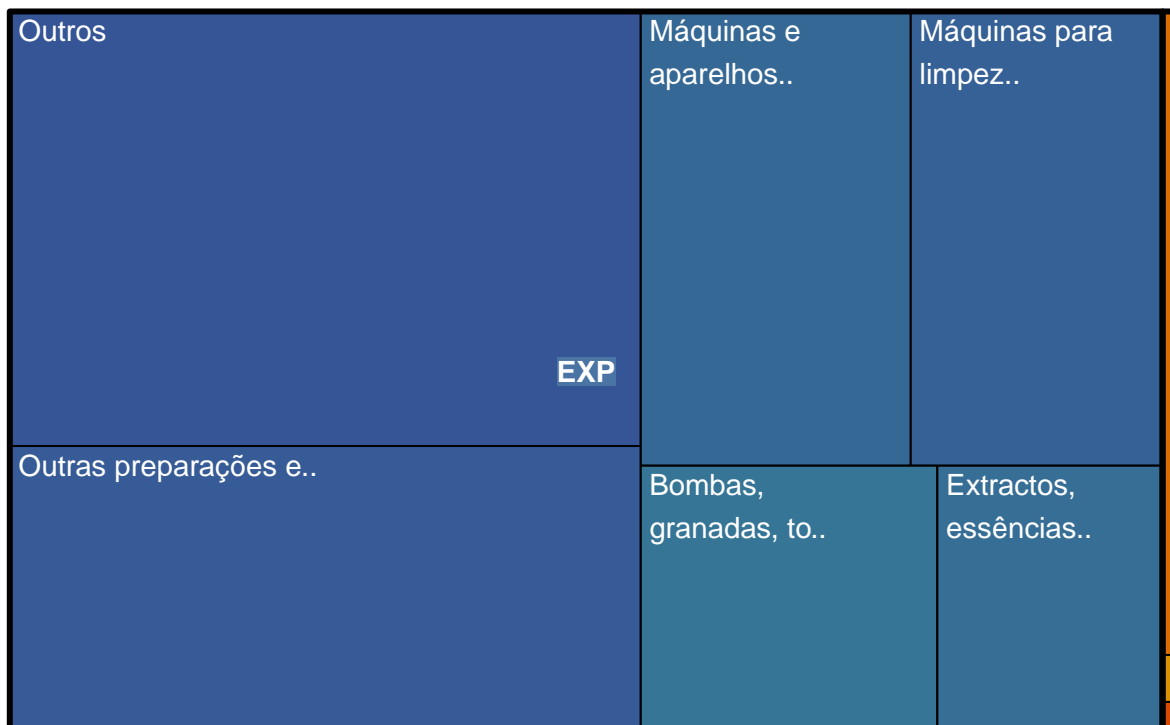 Outros
Máquinas e
aparelhos..
Máquinas para
limpez..
EXP
Outras preparações e..
Bombas,
granadas, to..
Extractos,
essências..